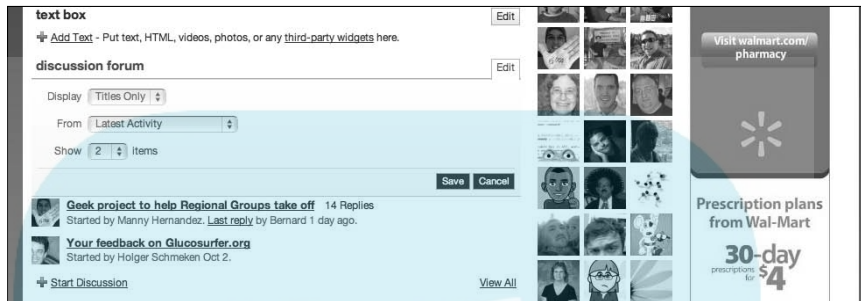 text box
Edit
Add Text - Put text, HTML, videos, photos, or any third-party widgets here.
discussion forum
Edit
Display Titles Only
From Latest Activity
Show 2 items
Save Cancel
Geek project to help Regional Groups take off 14 Replies
Started by Manny Hernandez. Last reply by Bernard 1 day ago.
Your feedback on Glucosurfer.org
Started by Holger Schmeken Oct 2.
Start Discussion
View All
Visit walmart.com/
pharmacy
Prescription plans
from Wal-Mart
30-day
prescriptions
for $4